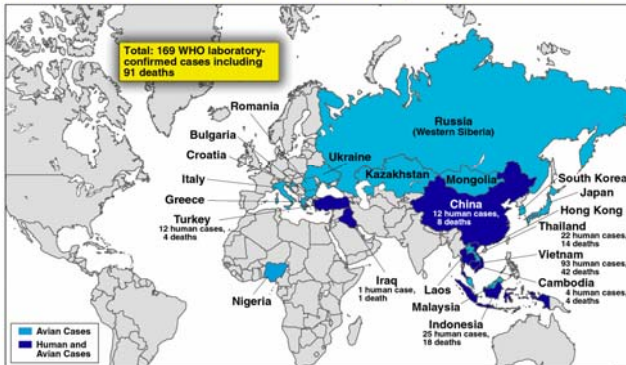 Total: 169 WHO laboratory-
confirmed cases including
91 deaths
Romania
Bulgaria
Croatia
Italy
Greece
Turkey
12 human cases,
4 deaths
Ukraine
Russia
(Western Siberia)
Kazakhstan
Mongolia
China
12 human cases,
8 deaths
South Korea
Japan
Hong Kong
Thailand
22 human cases,
14 deaths
Vietnam
93 human cases,
42 deaths
Cambodia
4 human cases,
4 deaths
Nigeria
Iraq
1 human case,
1 death
Laos
Malaysia
Indonesia
25 human cases,
18 deaths
Avian Cases
Human and
Avian Cases